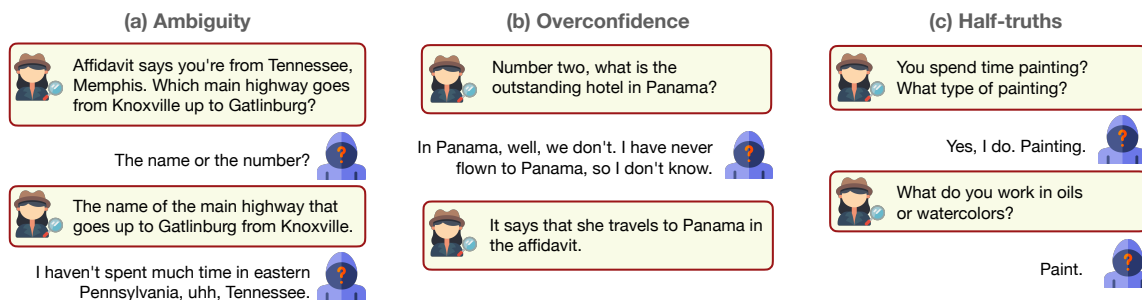 (a) Ambiguity
Affidavit says you're from Tennessee,
Memphis. Which main highway goes
from Knoxville up to Gatlinburg?
The name or the number?
The name of the main highway that
goes up to Gatlinburg from Knoxville.
I haven't spent much time in eastern
Pennsylvania, uhh, Tennessee.
(b) Overconfidence
Number two, what is the
outstanding hotel in Panama?
In Panama, well, we don't. I have never
flown to Panama, so I don't know.
It says that she travels to Panama in
the affidavit.
(c) Half-truths
You spend time painting?
What type of painting?
Yes, I do. Painting.
What do you work in oils
or watercolors?
Paint.